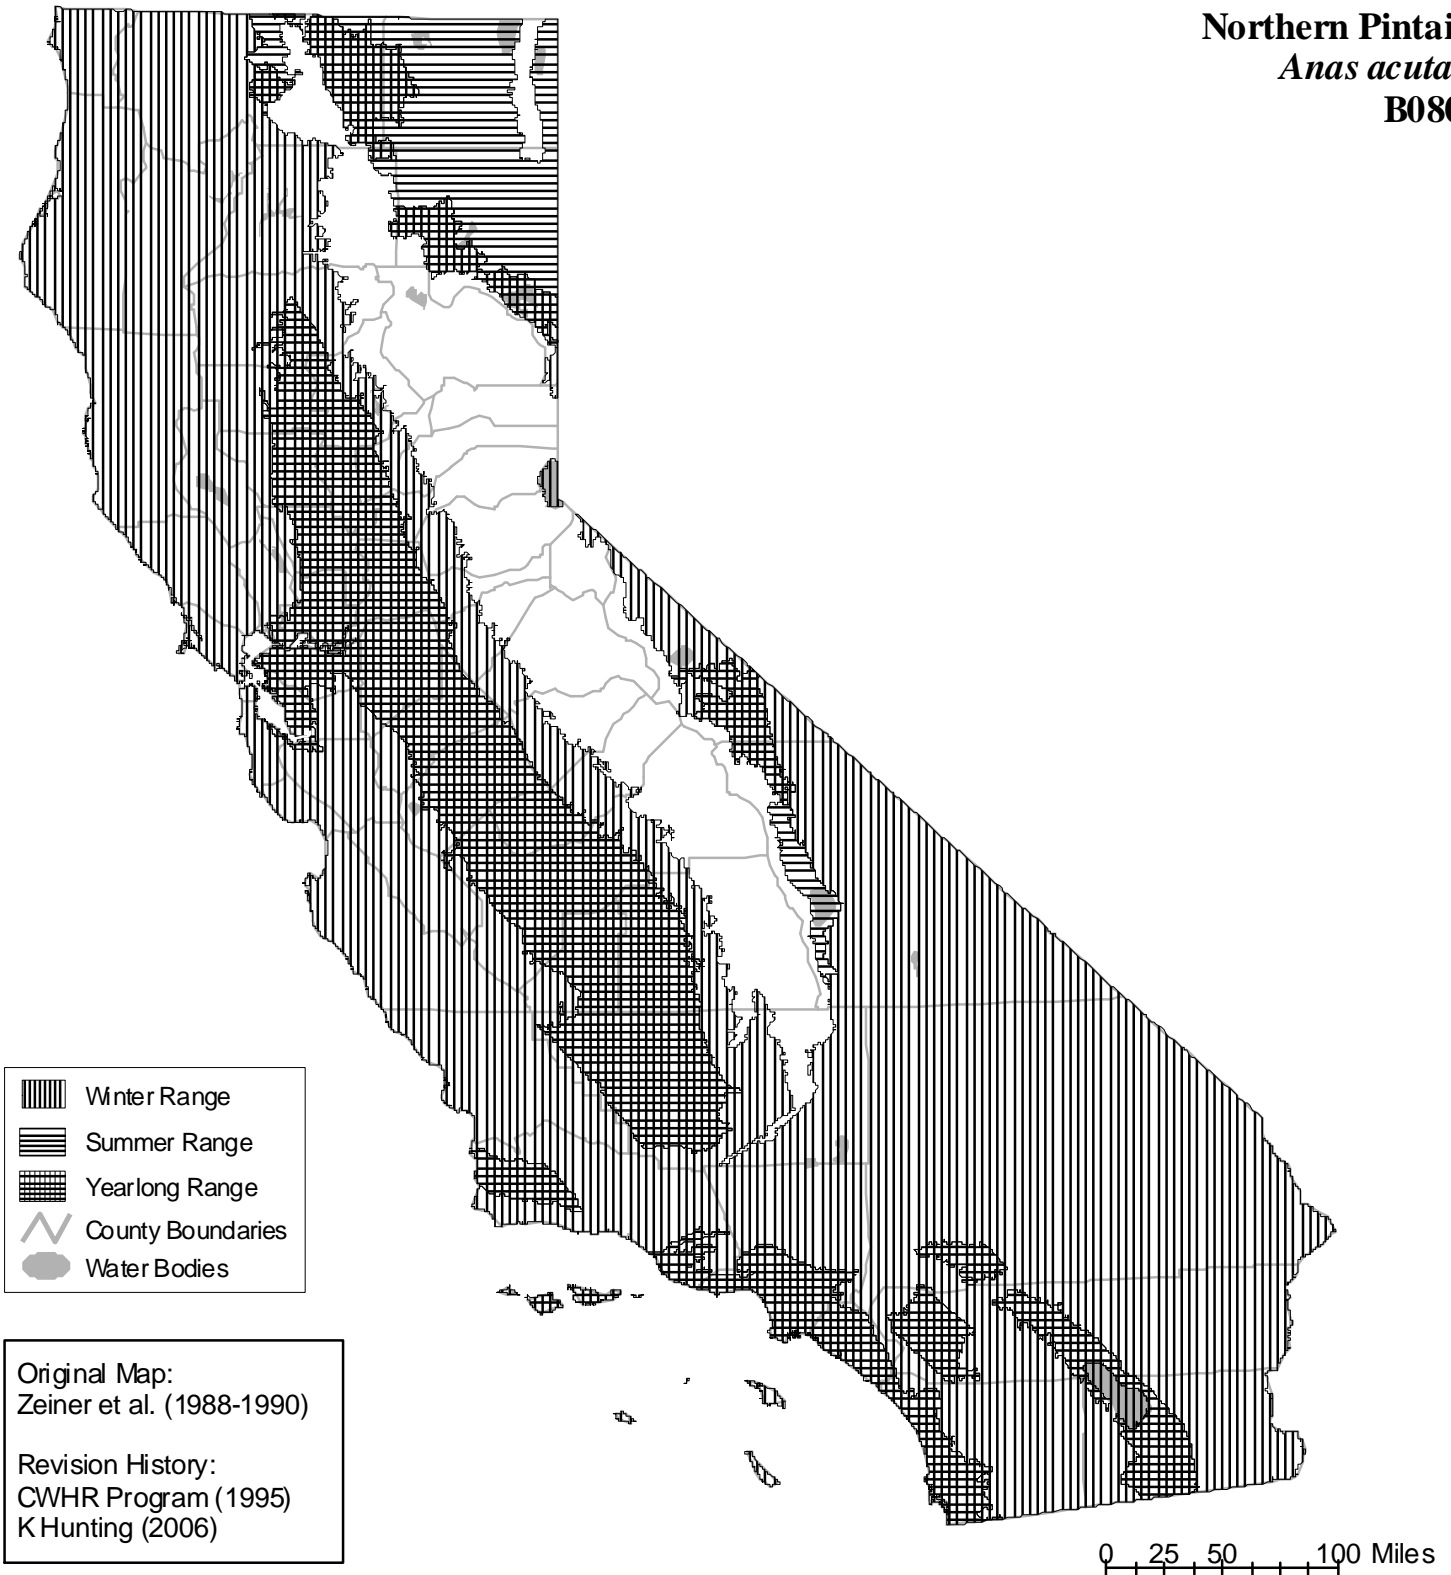 Northern Pintai
Anas acuta
B080
Winter Range
Summer Range
Yearlong Range
County Boundaries
Water Bodies
Original Map:
Zeiner et al. (1988-1990)
Revision History:
CWHR Program (1995)
K Hunting (2006)
0 25 50 100 Miles